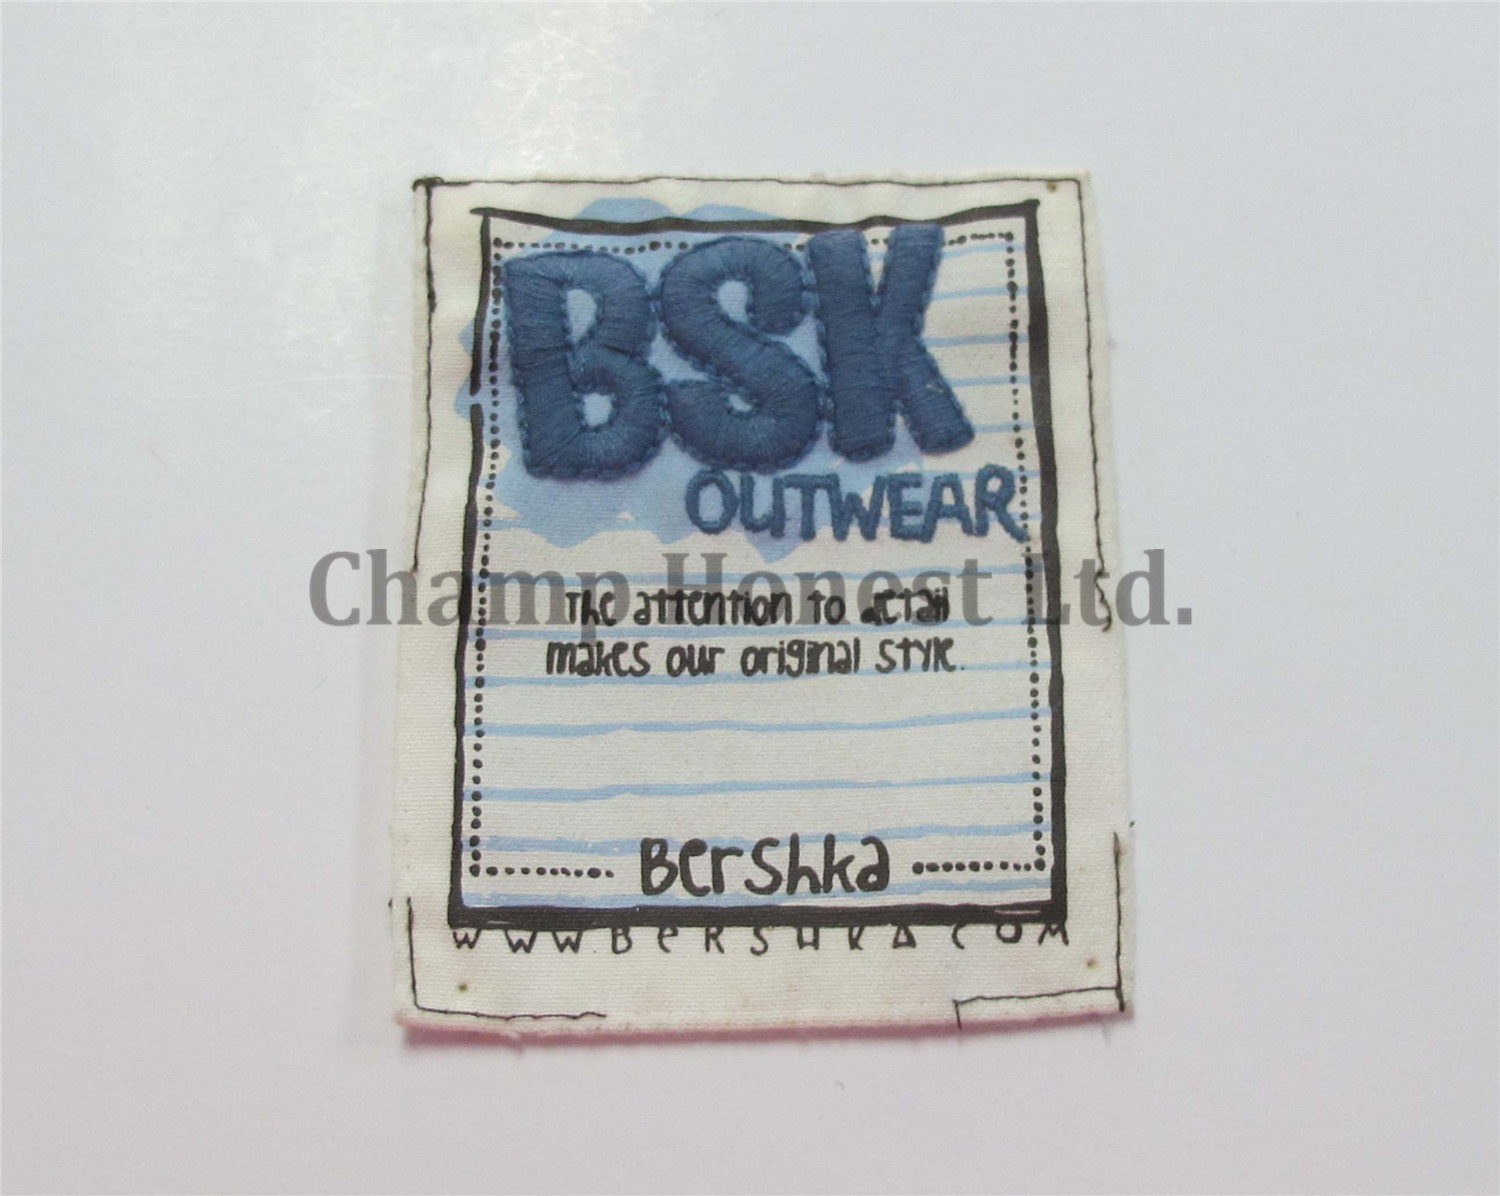 BSK
OUTWEAR
Champ Honest Ltd.
The attention to detail
makes our original style.
Bershka
WWW.BeRSHKA.COM